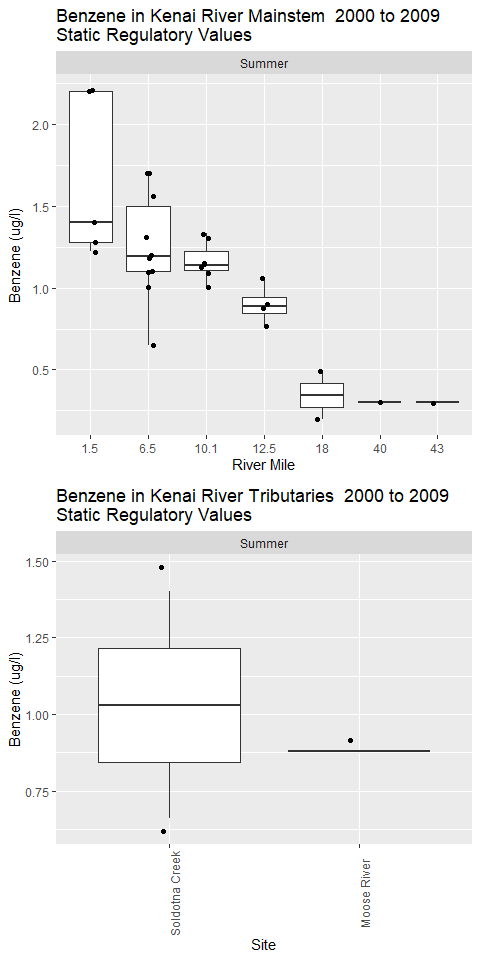 Benzene in Kenai River Mainstem  2000 to 2009
Static Regulatory Values
Summer
Benzene (ug/l)
2.0
1.5
1.0
0.5
1.5
6.5
10.1
12.5
18
40
43
River Mile
Benzene in Kenai River Tributaries  2000 to 2009
Static Regulatory Values
Summer
Benzene (ug/l)
1.50
1.25
1.00
0.75
Soldotna Creek
Moose River
Site